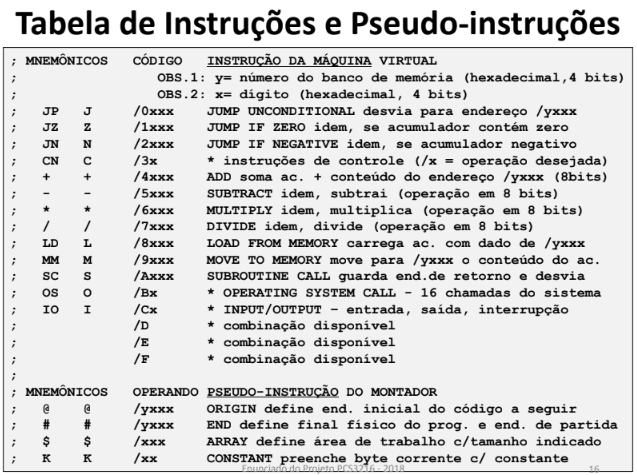 Tabela de Instruções e Pseudo-instruções
; MNEMÔNICOS CÓDIGO INSTRUÇÃO DA MÁQUINA VIRTUAL
; OBS.1: y= número do banco de memória (hexadecimal,4 bits)
; OBS.2: x= dígito (hexadecimal, 4 bits)
; JP J /0xxx JUMP UNCONDITIONAL desvia para endereço /yxxx
; JZ Z /1xxx JUMP IF ZERO idem, se acumulador contém zero
; JN N /2xxx JUMP IF NEGATIVE idem, se acumulador negativo
; CN C /3x * instruções de controle (/x = operação desejada)
; + + /4xxx ADD soma ac. + conteúdo do endereço /yxxx (8bits)
; - - /5xxx SUBTRACT idem, subtrai (operação em 8 bits)
; * * /6xxx MULTIPLY idem, multiplica (operação em 8 bits)
; / / /7xxx DIVIDE idem, divide (operação em 8 bits)
; LD L /8xxx LOAD FROM MEMORY carrega ac. com dado de /yxxx
; MM M /9xxx MOVE TO MEMORY move para /yxxx o conteúdo do ac.
; SC S /Axxx SUBROUTINE CALL guarda end.de retorno e desvia
; OS O /Bx * OPERATING SYSTEM CALL - 16 chamadas do sistema
; IO I /Cx * INPUT/OUTPUT – entrada, saída, interrupção
; /D * combinação disponível
; /E * combinação disponível
; /F * combinação disponível
;
; MNEMÔNICOS OPERANDO PSEUDO-INSTRUÇÃO DO MONTADOR
; @ @ /yxxx ORIGIN define end. inicial do código a seguir
; # # /yxxx END define final físico do prog. e end. de partida
; $ $ /xxx ARRAY define área de trabalho c/tamanho indicado
; K K /xx CONSTANT preenche byte corrente c/ constante
Enunciado do Projeto PCS3216 - 2018
16